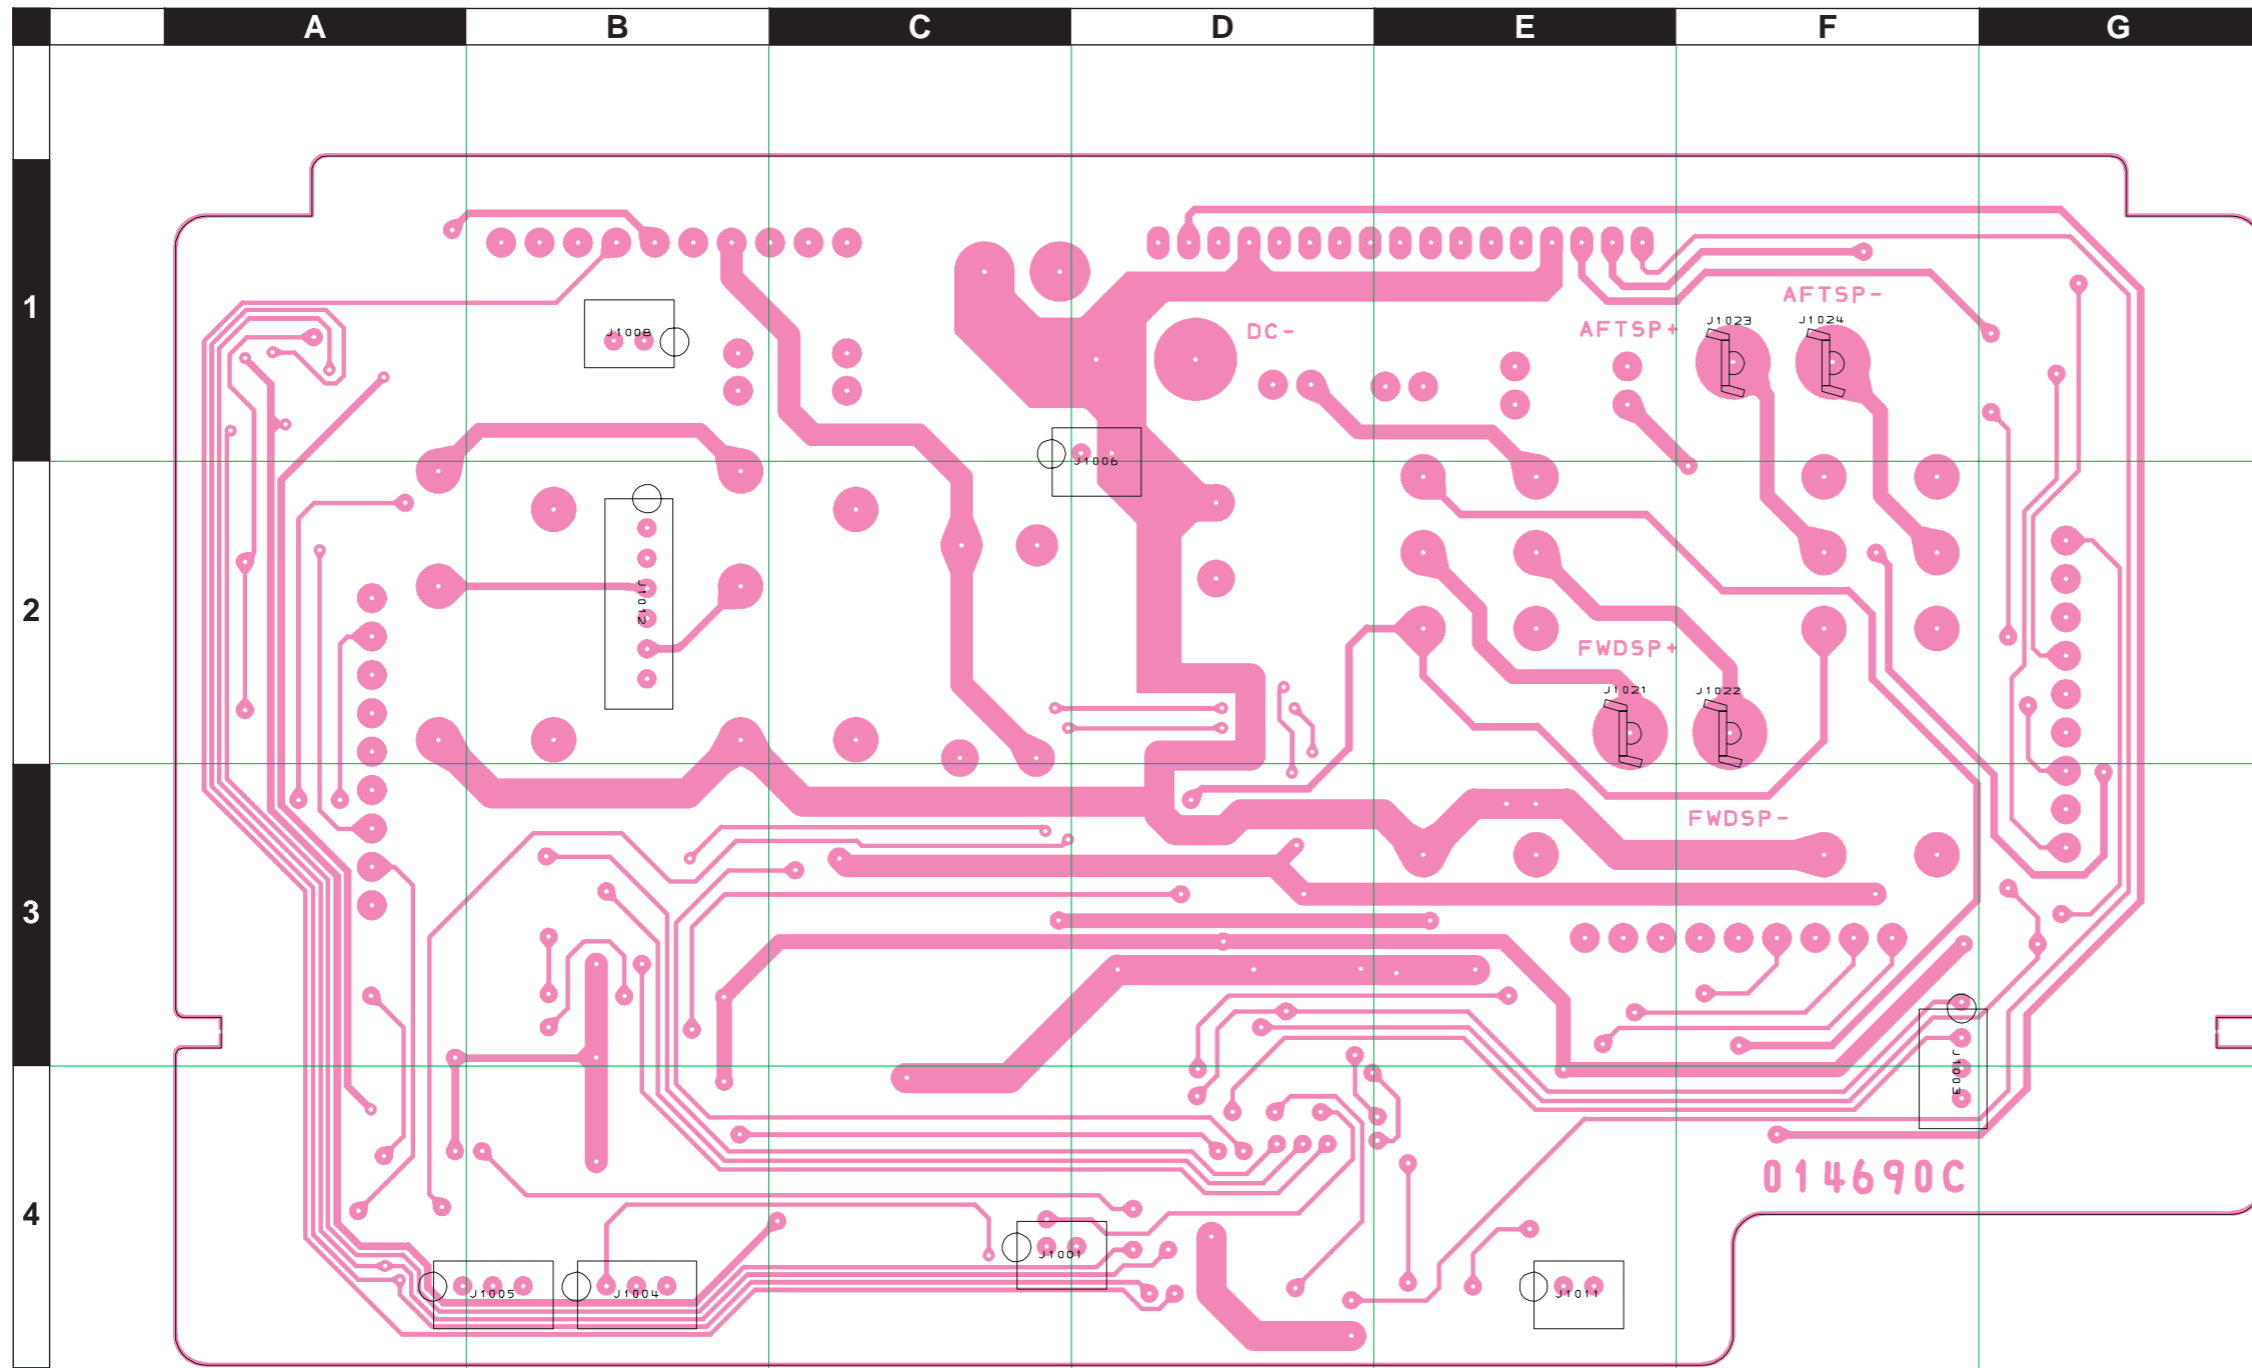 A B C D E F G
1
2
3
4
AFTSP-
DC-
AFTSP+
J1023
J1024
J1008
J1006
J1012
FWDSP+
J1021
J1022
FWDSP-
J1003
014690C
J1001
J1005
J1004
J1011